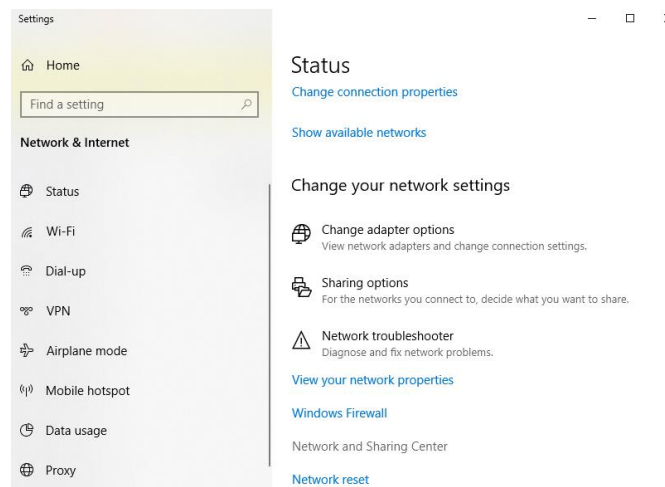 Settings
Home
Find a setting
Network & Internet
Status
Wi-Fi
Dial-up
VPN
Airplane mode
Mobile hotspot
Data usage
Proxy
Status
Change connection properties
Show available networks
Change your network settings
Change adapter options
View network adapters and change connection settings.
Sharing options
For the networks you connect to, decide what you want to share.
Network troubleshooter
Diagnose and fix network problems.
View your network properties
Windows Firewall
Network and Sharing Center
Network reset